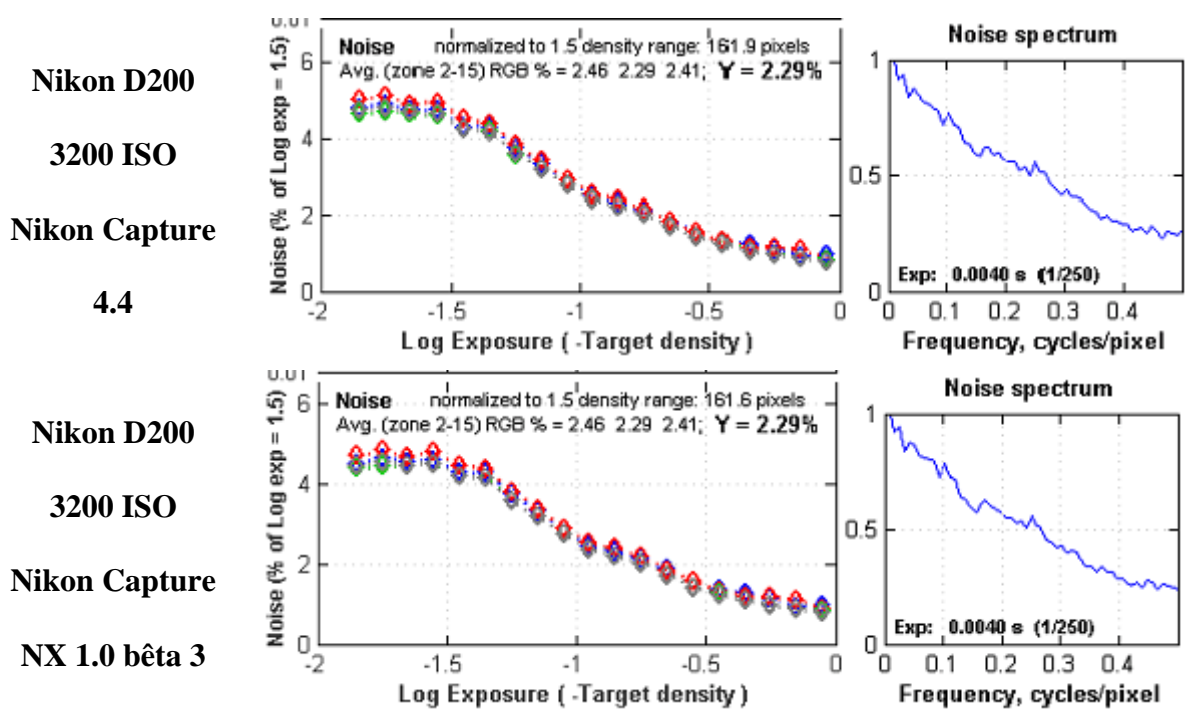 Nikon D200
3200 ISO
Nikon Capture
4.4
Noise (% of Log exp = 1.5)
0.01
6
4
2
0
Noise normalized to 1.5 density range: 161.9 pixels
Avg. (zone 2-15) RGB % = 2.46 2.29 2.41; Y = 2.29%
-2 -1.5 -1 -0.5 0
Log Exposure ( -Target density )
Noise spectrum
1
0.5
0
Exp: 0.0040 s (1/250)
0 0.1 0.2 0.3 0.4
Frequency, cycles/pixel
Nikon D200
3200 ISO
Nikon Capture
NX 1.0 bêta 3
Noise (% of Log exp = 1.5)
0.01
6
4
2
0
Noise normalized to 1.5 density range: 161.6 pixels
Avg. (zone 2-15) RGB % = 2.46 2.29 2.41; Y = 2.29%
-2 -1.5 -1 -0.5 0
Log Exposure ( -Target density )
Noise spectrum
1
0.5
0
Exp: 0.0040 s (1/250)
0 0.1 0.2 0.3 0.4
Frequency, cycles/pixel